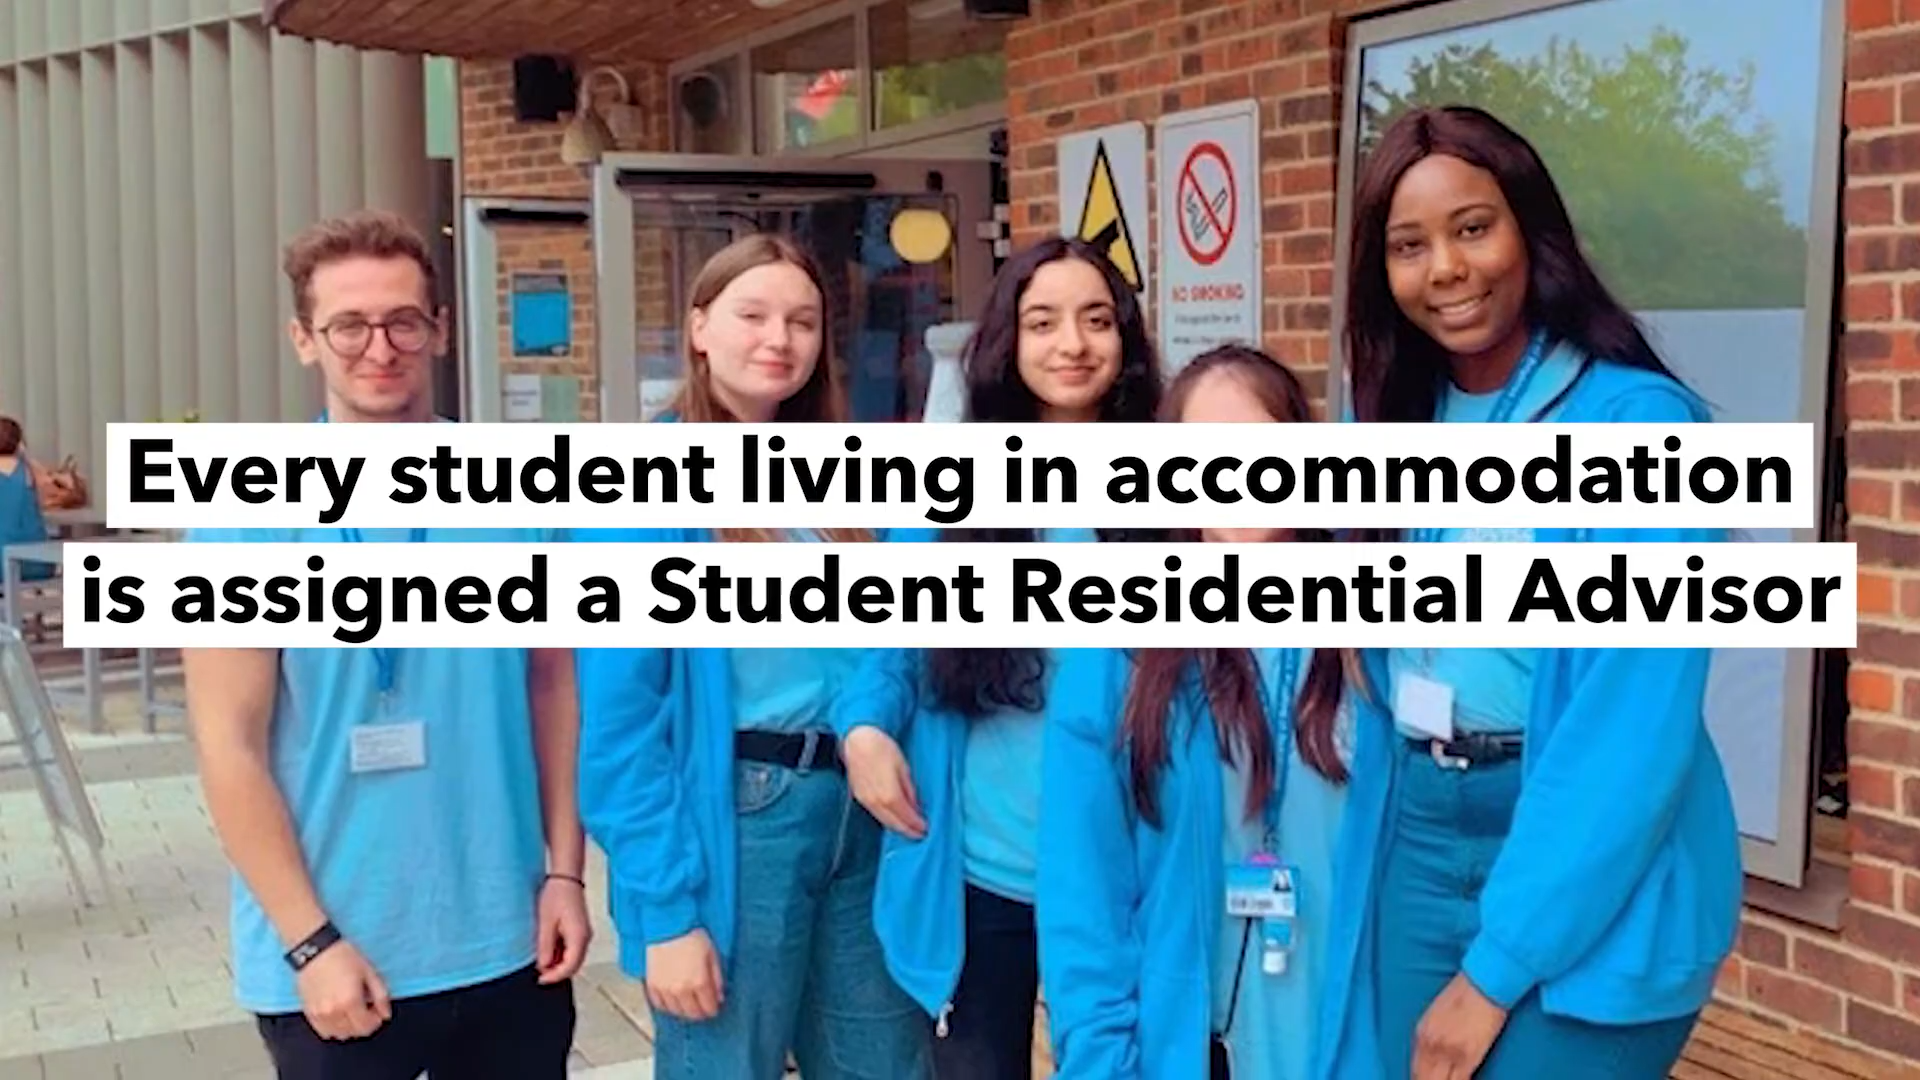 NO SMOKING
Every student living in accommodation
is assigned a Student Residential Advisor